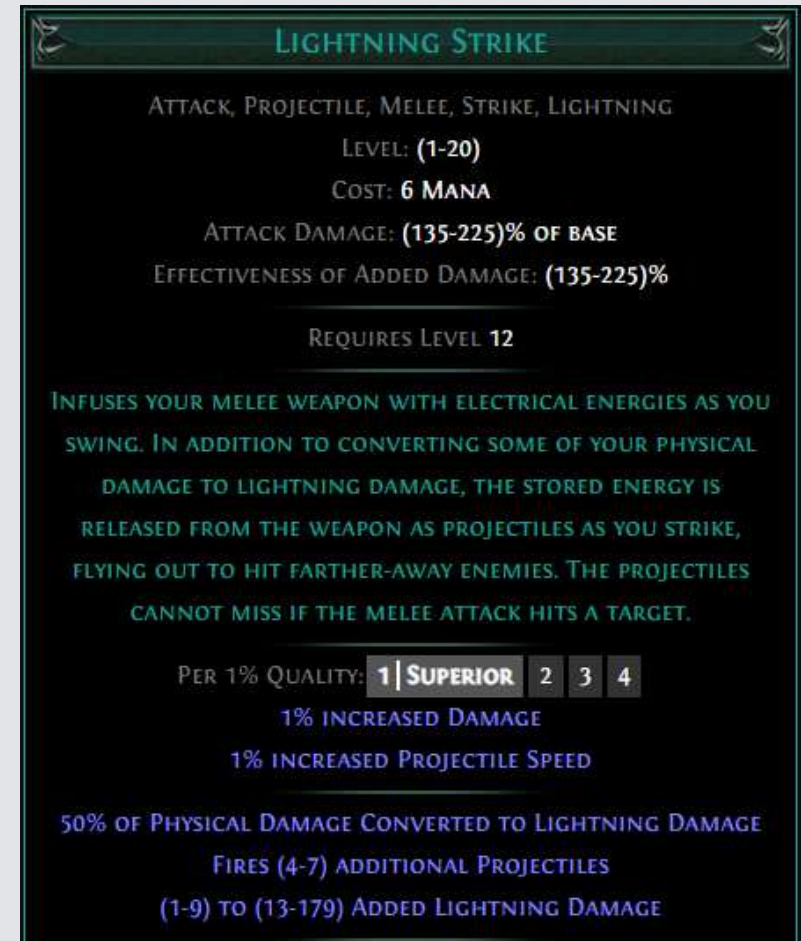 Lightning Strike
Attack, Projectile, Melee, Strike, Lightning
Level: (1-20)
Cost: 6 Mana
Attack Damage: (135-225)% of base
Effectiveness of Added Damage: (135-225)%
Requires Level 12
Infuses your melee weapon with electrical energies as you
swing. In addition to converting some of your physical
damage to lightning damage, the stored energy is
released from the weapon as projectiles as you strike,
flying out to hit farther-away enemies. The projectiles
cannot miss if the melee attack hits a target.
Per 1% Quality: 1 | Superior 2 3 4
1% increased Damage
1% increased Projectile Speed
50% of Physical Damage Converted to Lightning Damage
Fires (4-7) additional Projectiles
(1-9) to (13-179) Added Lightning Damage